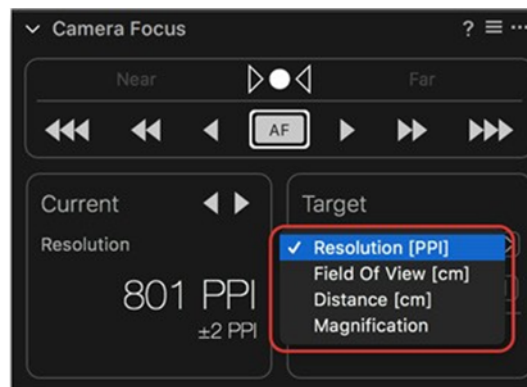 Camera Focus ? ...
Near Far
AF
Current Target
Resolution
✓ Resolution [PPI]
Field Of View [cm]
Distance [cm]
Magnification
801 PPI
±2 PPI